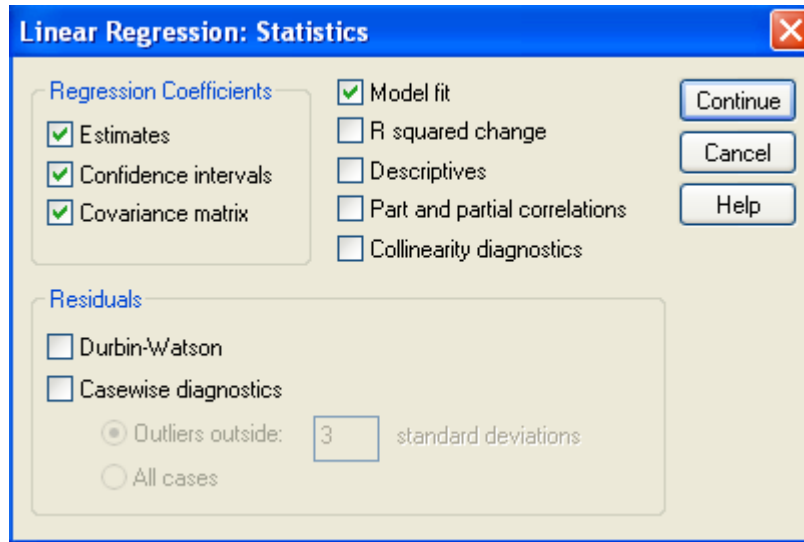 Linear Regression: Statistics
Regression Coefficients
Estimates
Confidence intervals
Covariance matrix
Model fit
R squared change
Descriptives
Part and partial correlations
Collinearity diagnostics
Continue
Cancel
Help
Residuals
Durbin-Watson
Casewise diagnostics
Outliers outside: 3 standard deviations
All cases